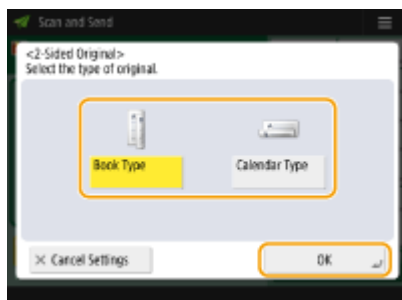 Scan and Send
<2-Sided Original>
Select the type of original.
Book Type
Calendar Type
× Cancel Settings
OK